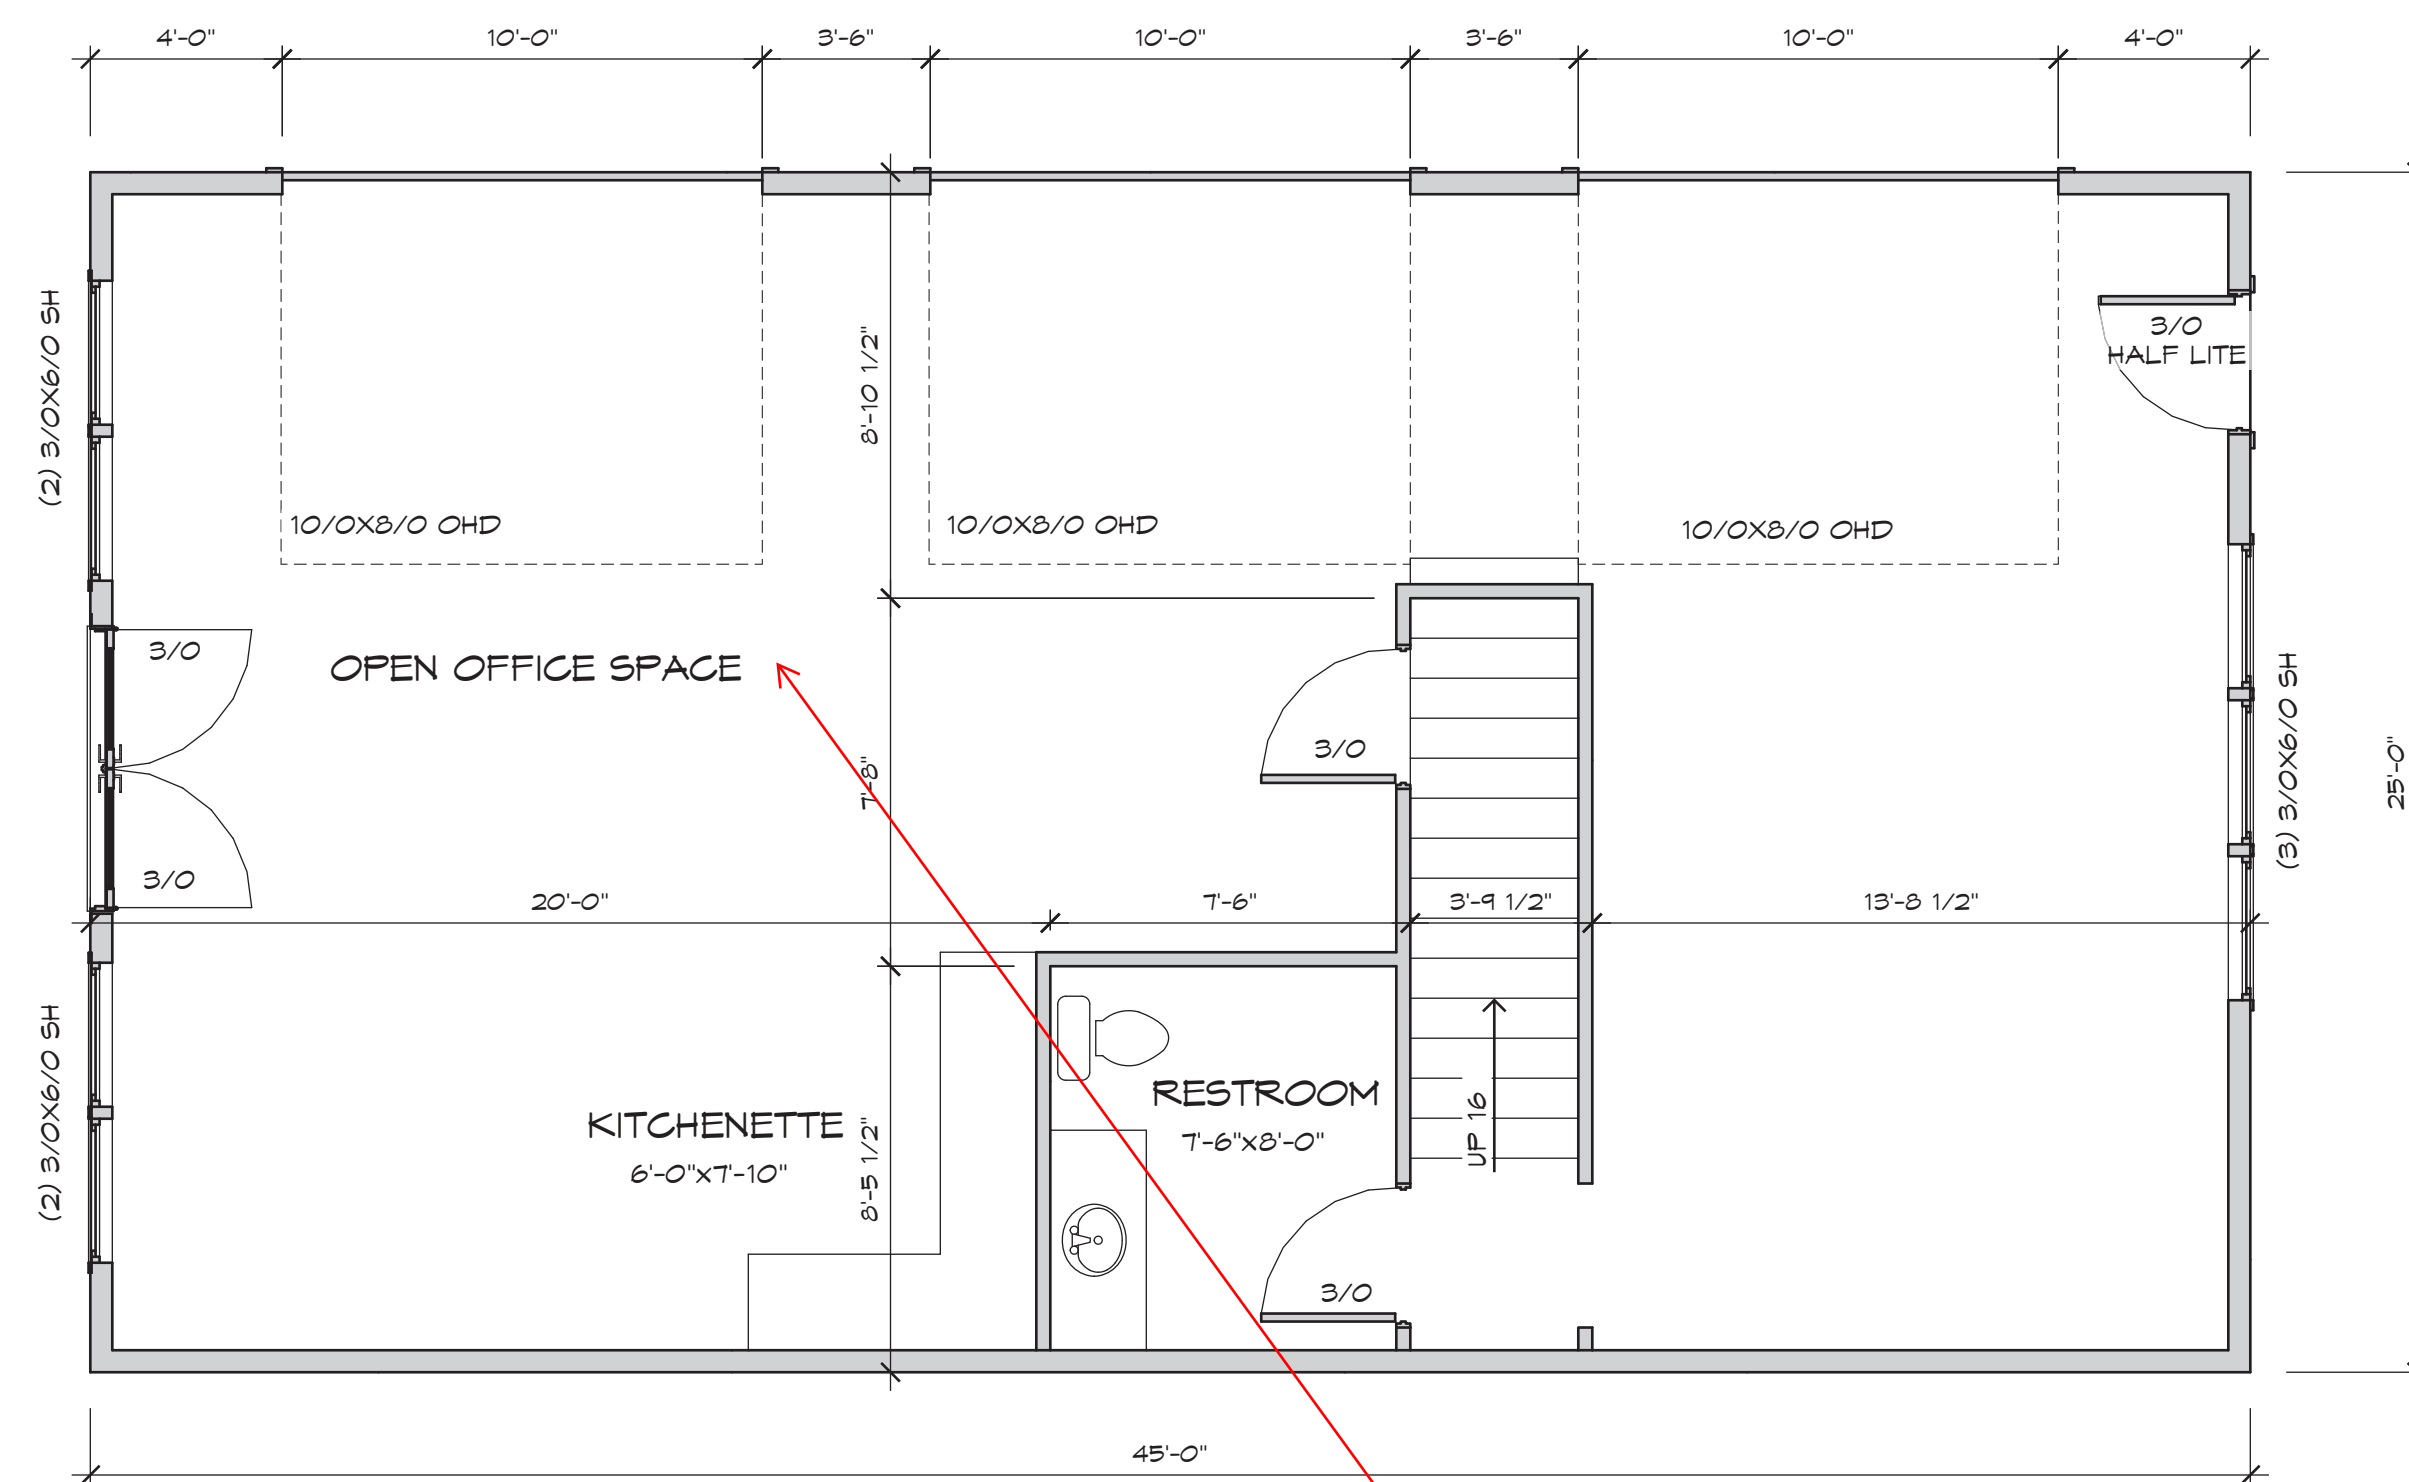 4'-0"
10'-0"
3'-6"
10'-0"
3'-6"
10'-0"
4'-0"
(2) 3/0X6/0 SH
8'-10 1/2"
3/0
HALF LITE
10/0X8/0 OHD
10/0X8/0 OHD
10/0X8/0 OHD
3/0
OPEN OFFICE SPACE
3/0
7'-8"
(3) 3/0X6/0 SH
25'-0"
3/0
20'-0"
7'-6"
3'-9 1/2"
13'-8 1/2"
(2) 3/0X6/0 SH
KITCHENETTE
6'-0"x7'-10"
8'-5 1/2"
RESTROOM
7'-6"x8'-0"
UP 16
3/0
45'-0"